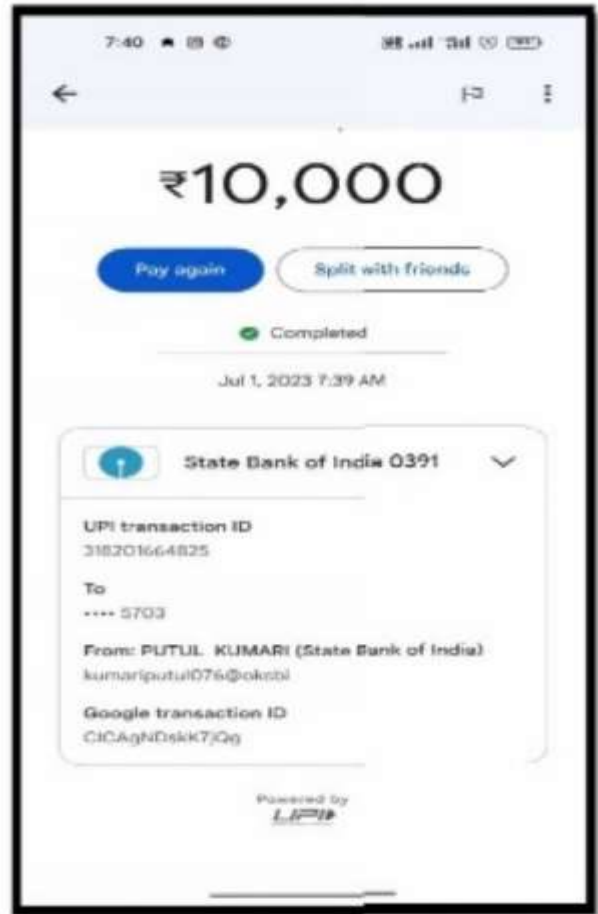 7:40
₹10,000
Pay again
Split with friends
Completed
Jul 1, 2023 7:39 AM
State Bank of India 0391
UPI transaction ID
318201664825
To
•••• 5703
From: PUTUL KUMARI (State Bank of India)
kumariputul076@oksbi
Google transaction ID
CICAgNDskK7jQg
Powered by
UPI